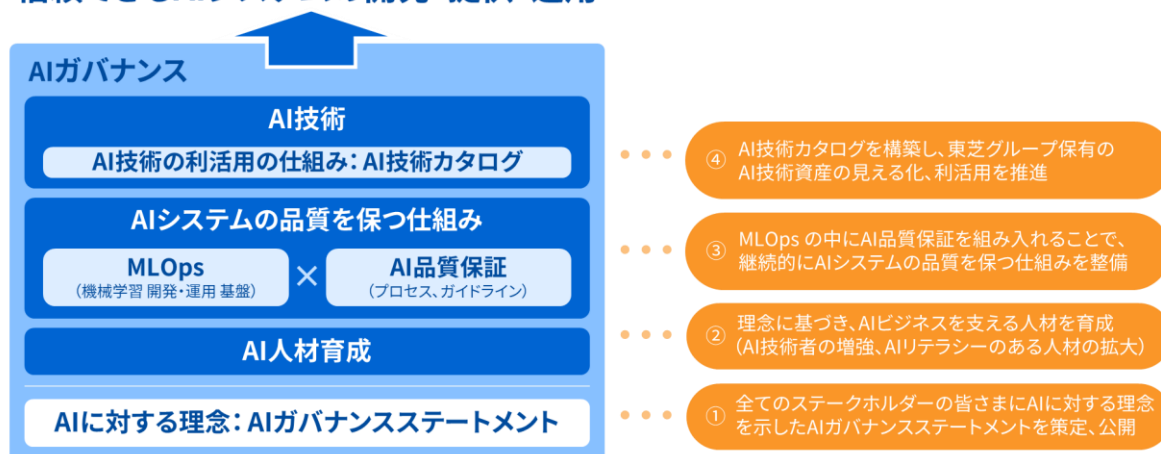 AIガバナンス
AI技術
AI技術の利活用の仕組み：AI技術カタログ
④ AI技術カタログを構築し、東芝グループ保有の
AI技術資産の見える化、利活用を推進
AIシステムの品質を保つ仕組み
MLOps
（機械学習 開発・運用 基盤）
×
AI品質保証
（プロセス、ガイドライン）
③ MLOps の中にAI品質保証を組み入れることで、
継続的にAIシステムの品質を保つ仕組みを整備
AI人材育成
② 理念に基づき、AIビジネスを支える人材を育成
（AI技術者の増強、AIリテラシーのある人材の拡大）
AIに対する理念：AIガバナンスステートメント
① 全てのステークホルダーの皆さまにAIに対する理念
を示したAIガバナンスステートメントを策定、公開